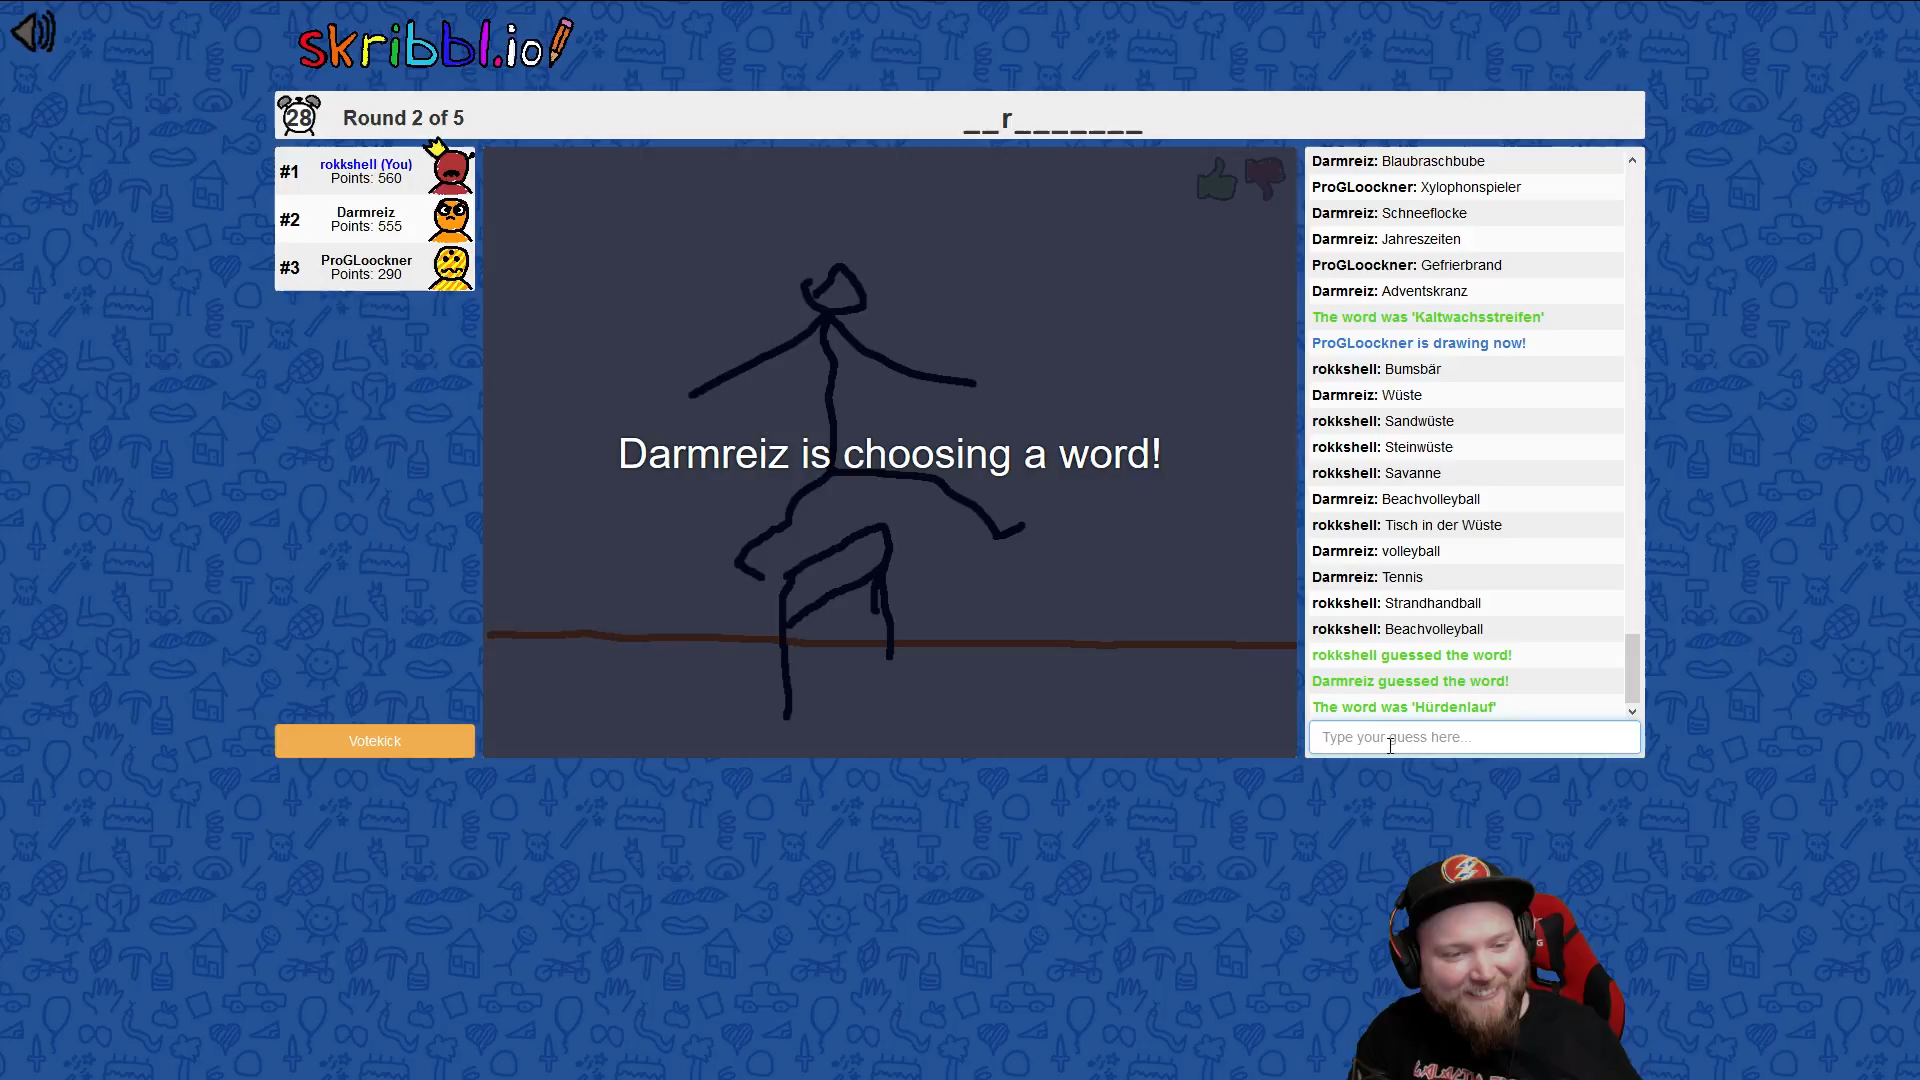 skribbl.io
28
Round 2 of 5
__r_______
#1
rokkshell (You)
Points: 560
#2
Darmreiz
Points: 555
#3
ProGLoockner
Points: 290
Darmreiz is choosing a word!
Votekick
Darmreiz: Blaubraschbube
ProGLoockner: Xylophonspieler
Darmreiz: Schneeflocke
Darmreiz: Jahreszeiten
ProGLoockner: Gefrierbrand
Darmreiz: Adventskranz
The word was 'Kaltwachsstreifen'
ProGLoockner is drawing now!
rokkshell: Bumsbär
Darmreiz: Wüste
rokkshell: Sandwüste
rokkshell: Steinwüste
rokkshell: Savanne
Darmreiz: Beachvolleyball
rokkshell: Tisch in der Wüste
Darmreiz: volleyball
Darmreiz: Tennis
rokkshell: Strandhandball
rokkshell: Beachvolleyball
rokkshell guessed the word!
Darmreiz guessed the word!
The word was 'Hürdenlauf'
Type your guess here...